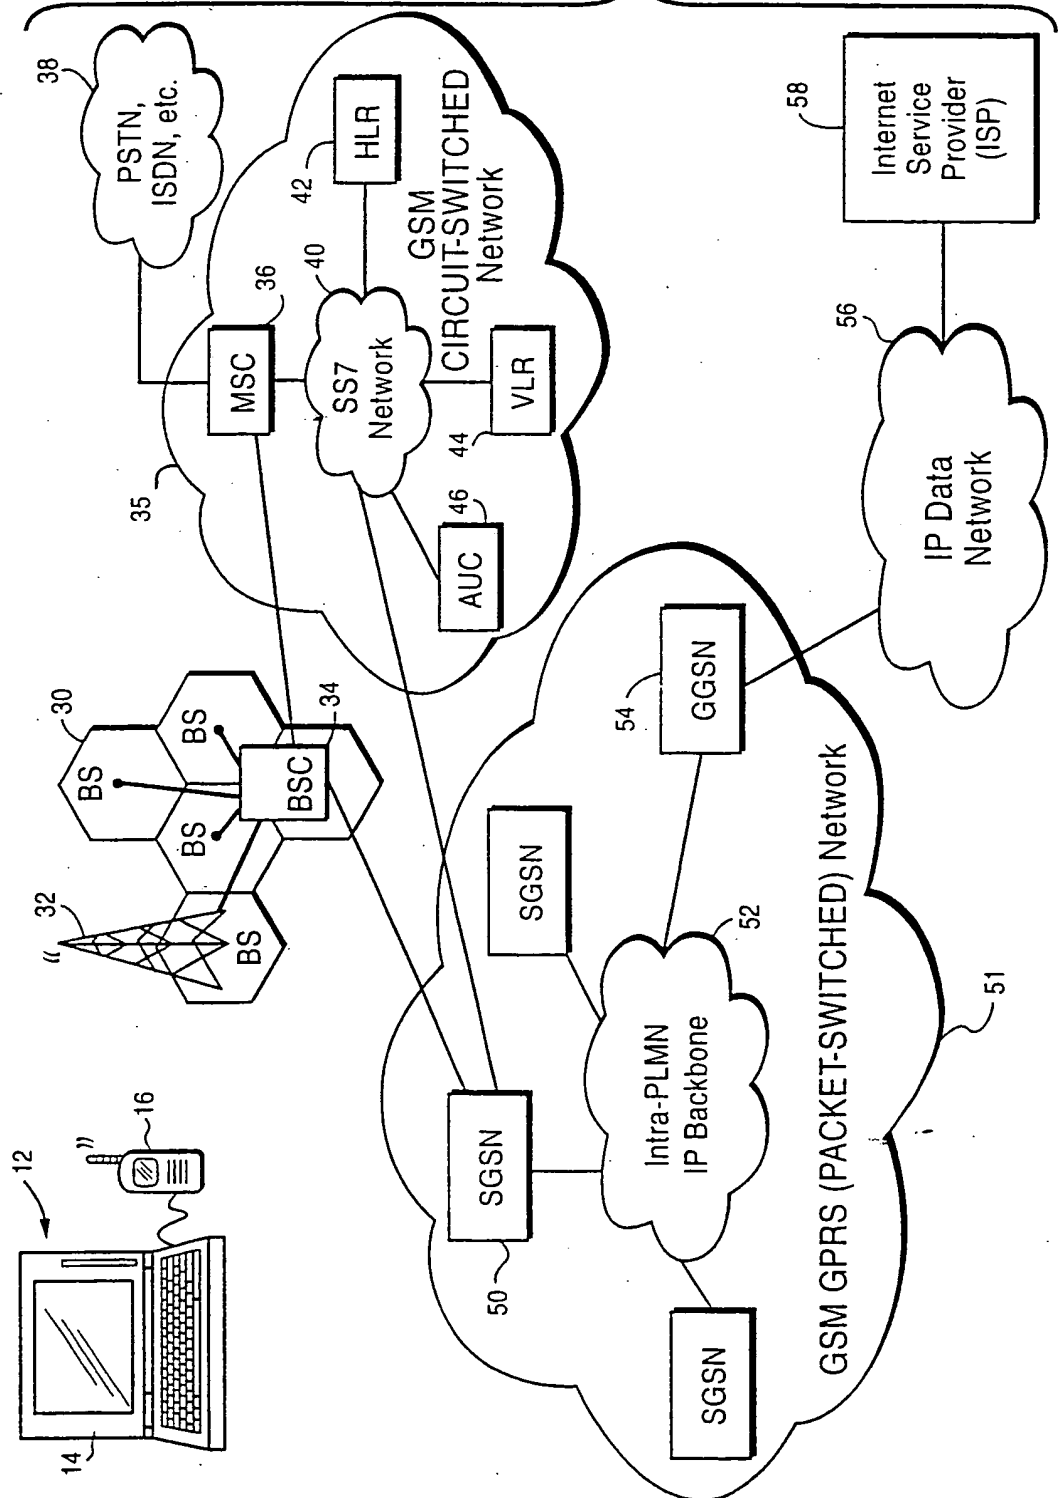 12
14
16
32
BS
BS
BS
BS
30
BSC
34
35
38
PSTN,
ISDN, etc.
MSC
36
SS7
Network
40
HLR
42
VLR
44
AUC
46
GSM
CIRCUIT-SWITCHED
Network
SGSN
50
SGSN
SGSN
Intra-PLMN
IP Backbone
52
GGSN
54
GSM GPRS (PACKET-SWITCHED) Network
51
IP Data
Network
56
Internet
Service
Provider
(ISP)
58